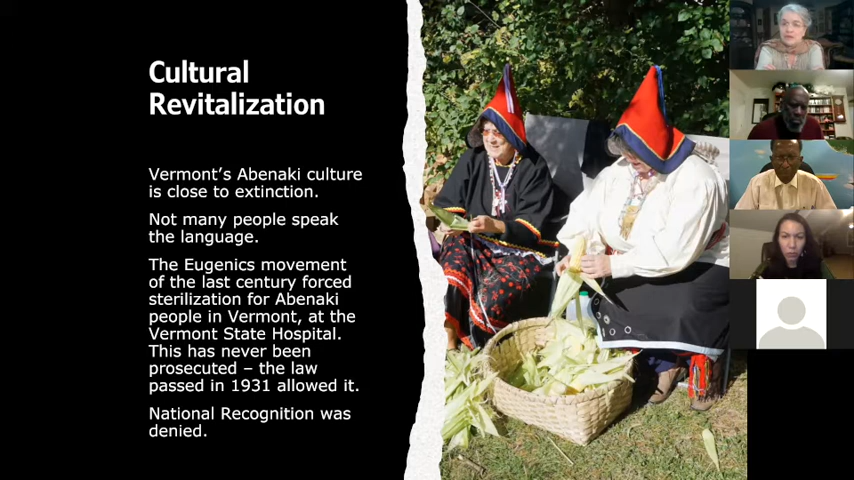 Cultural
Revitalization
Vermont's Abenaki culture
is close to extinction.
Not many people speak
the language.
The Eugenics movement
of the last century forced
sterilization for Abenaki
people in Vermont, at the
Vermont State Hospital.
This has never been
prosecuted – the law
passed in 1931 allowed it.
National Recognition was
denied.